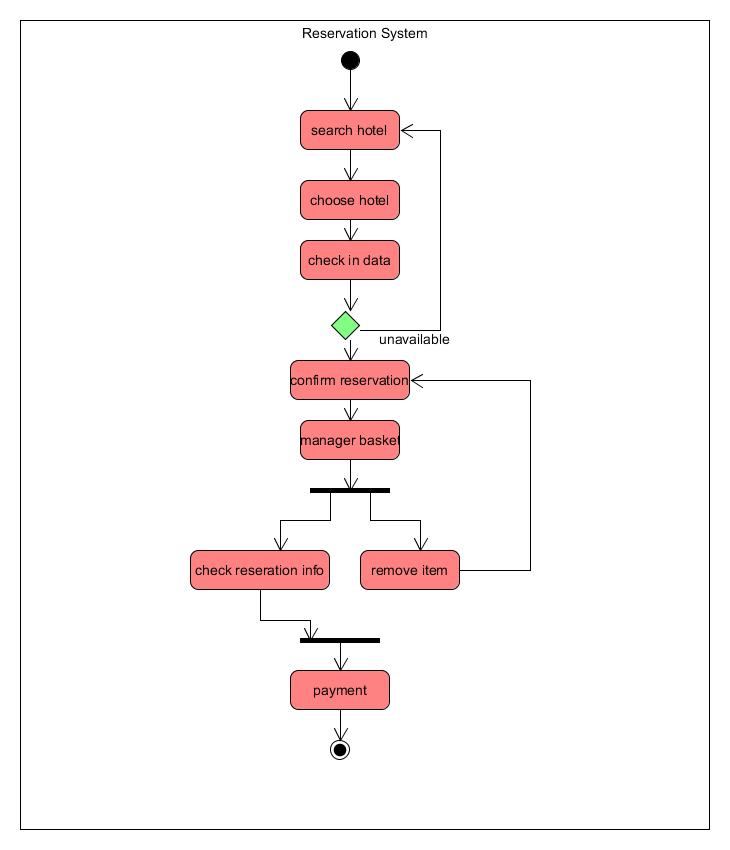 Reservation System
search hotel
choose hotel
check in data
unavailable
confirm reservation
manager basket
check reseration info
remove item
payment